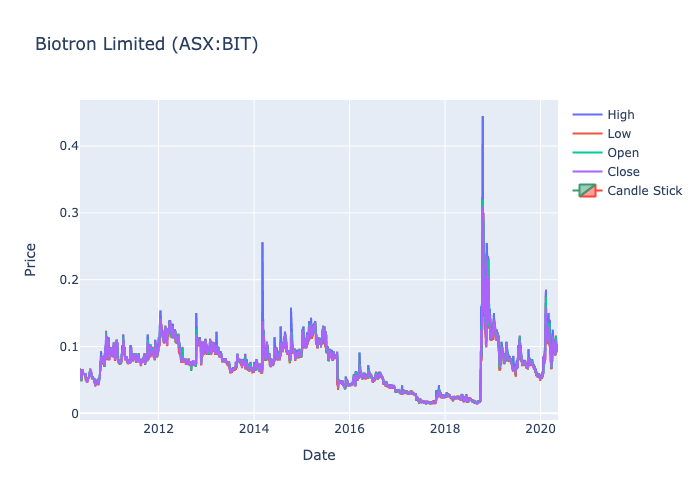 Biotron Limited (ASX:BIT)
High
Low
Open
Close
Candle Stick
Price
0.4
0.3
0.2
0.1
0
2012
2014
2016
2018
2020
Date